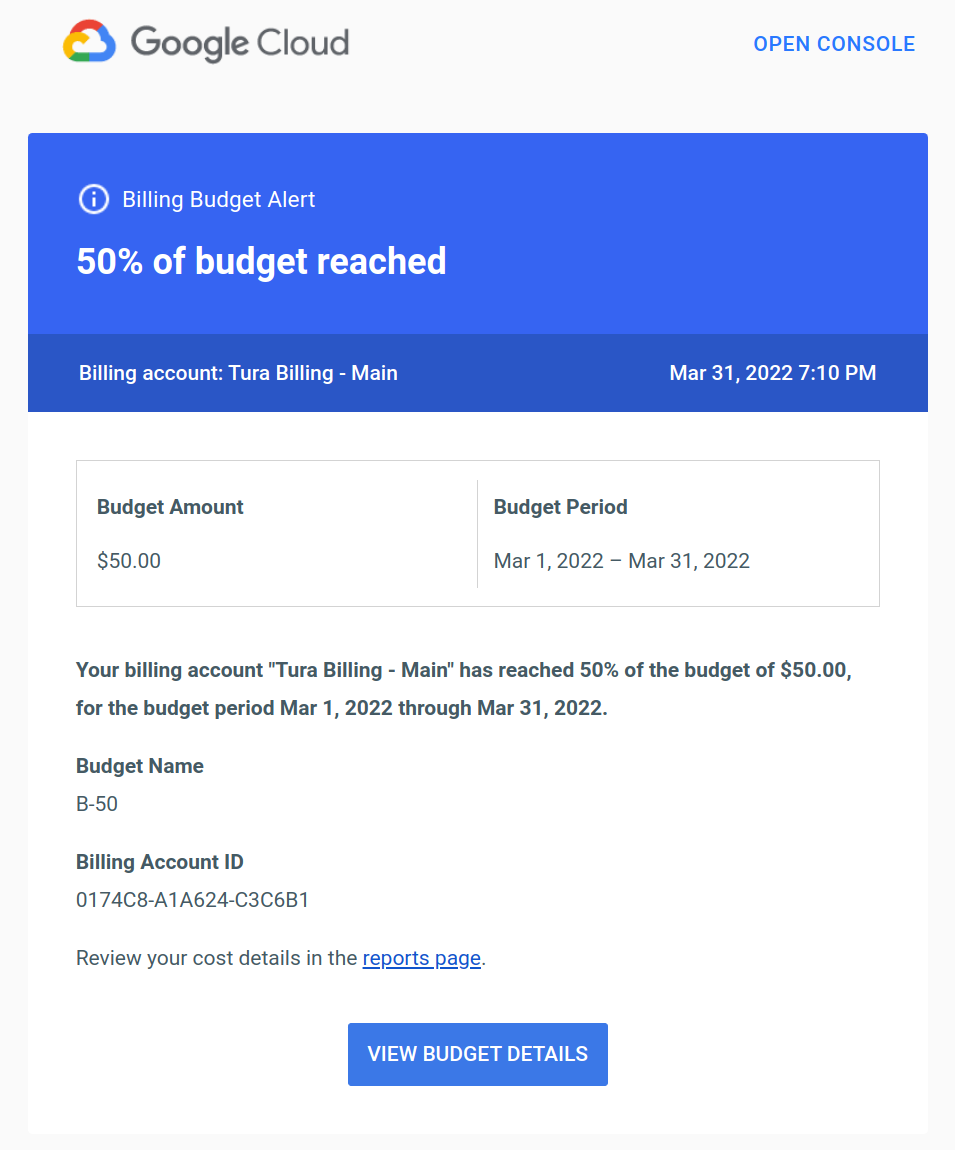 Google Cloud
OPEN CONSOLE
Billing Budget Alert
50% of budget reached
Billing account: Tura Billing - Main
Mar 31, 2022 7:10 PM
Budget Amount
Budget Period
$50.00
Mar 1, 2022 – Mar 31, 2022
Your billing account "Tura Billing - Main" has reached 50% of the budget of $50.00,
for the budget period Mar 1, 2022 through Mar 31, 2022.
Budget Name
B-50
Billing Account ID
0174C8-A1A624-C3C6B1
Review your cost details in the reports page.
VIEW BUDGET DETAILS